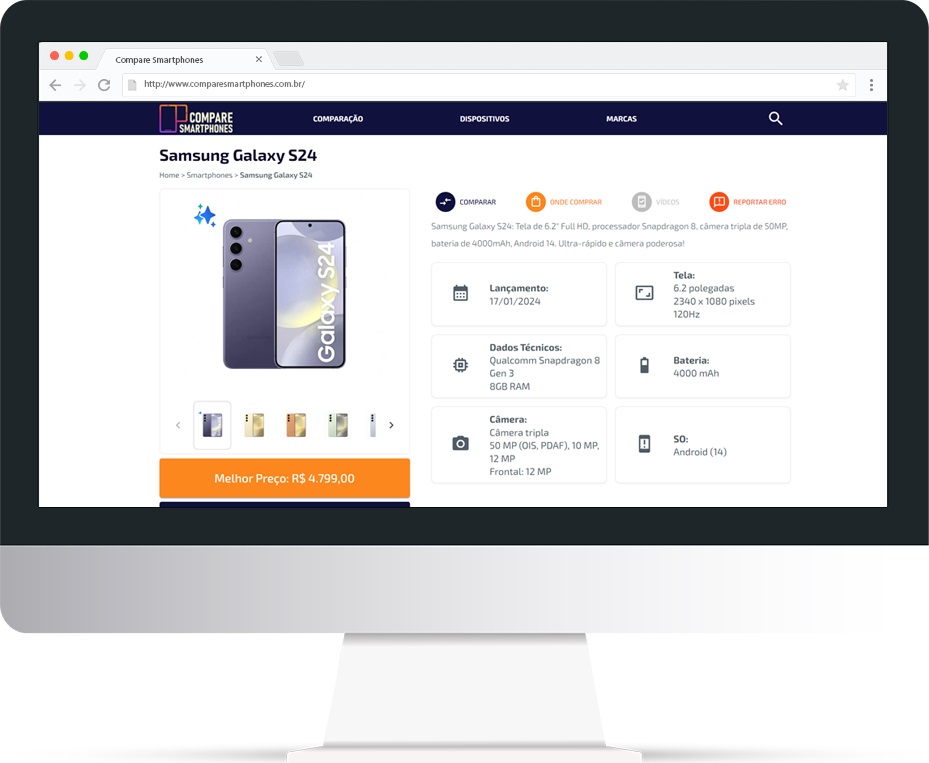 Compare Smartphones
http://www.comparesmartphones.com.br/
COMPARE
SMARTPHONES
COMPARAÇÃO
DISPOSITIVOS
MARCAS
Samsung Galaxy S24
Home > Smartphones > Samsung Galaxy S24
Galaxy S24
Melhor Preço: R$ 4.799,00
COMPARAR
ONDE COMPRAR
VÍDEOS
REPORTAR ERRO
Samsung Galaxy S24: Tela de 6.2" Full HD, processador Snapdragon 8, câmera tripla de 50MP,
bateria de 4000mAh, Android 14. Ultra-rápido e câmera poderosa!
Lançamento:
17/01/2024
Tela:
6.2 polegadas
2340 x 1080 pixels
120Hz
Dados Técnicos:
Qualcomm Snapdragon 8
Gen 3
8GB RAM
Bateria:
4000 mAh
Câmera:
Câmera tripla
50 MP (OIS, PDAF), 10 MP,
12 MP
Frontal: 12 MP
SO:
Android (14)